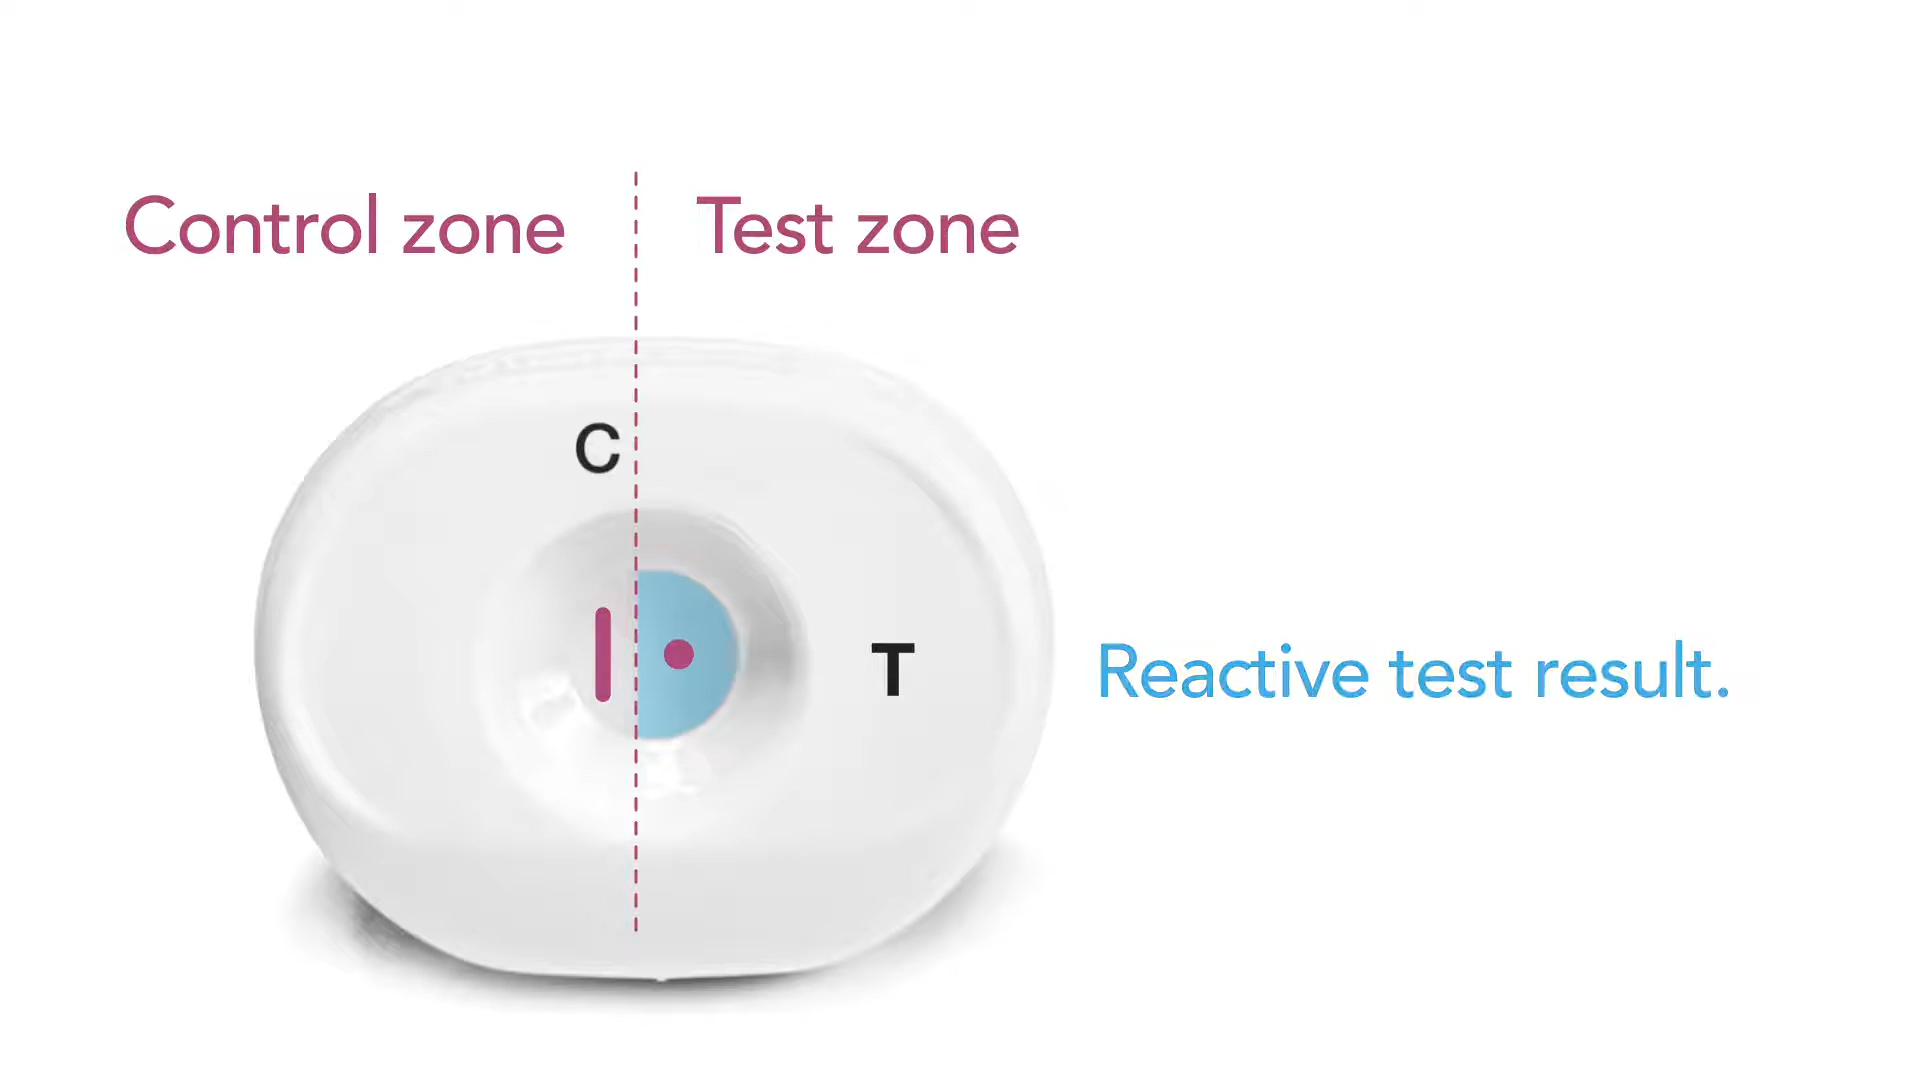 Control zone
Test zone
C
T
Reactive test result.